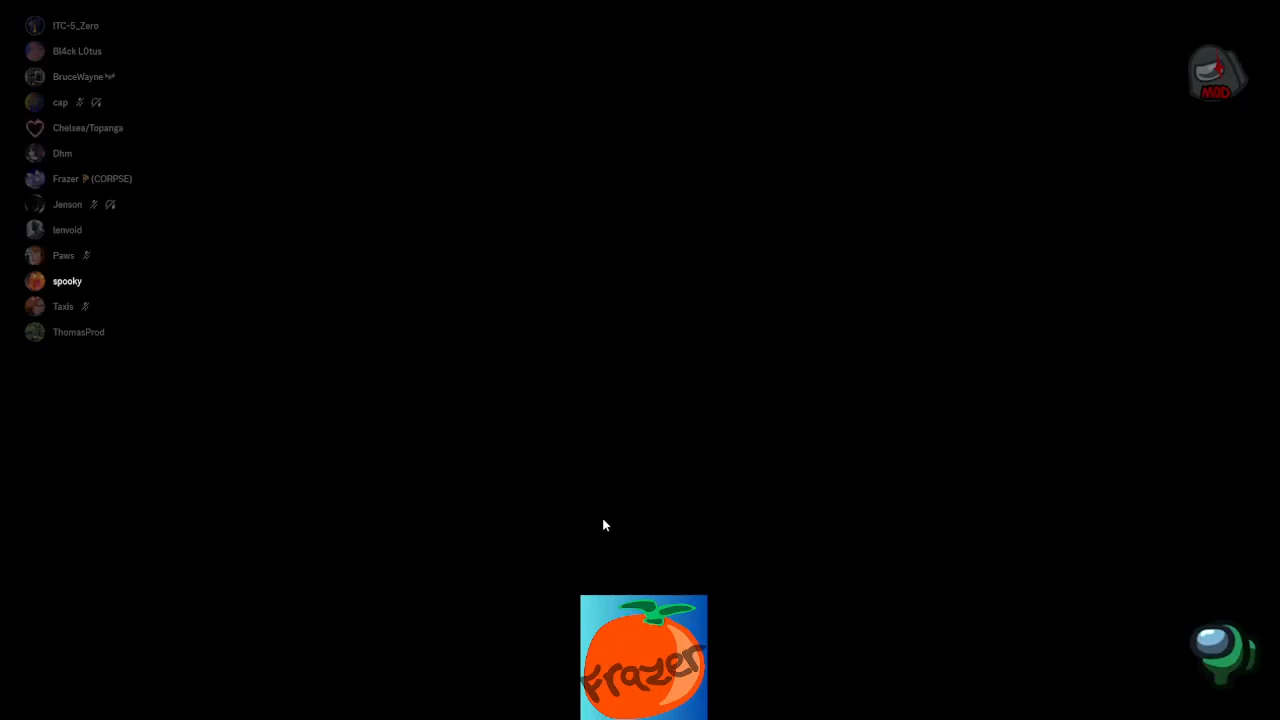 ITC-5_Zero
Bl4ck L0tus
BruceWayne
cap
Chelsea/Topanga
Dhm
Frazer (CORPSE)
Jenson
lenvoid
Paws
spooky
Taxis
ThomasProd
MOD
Frazer